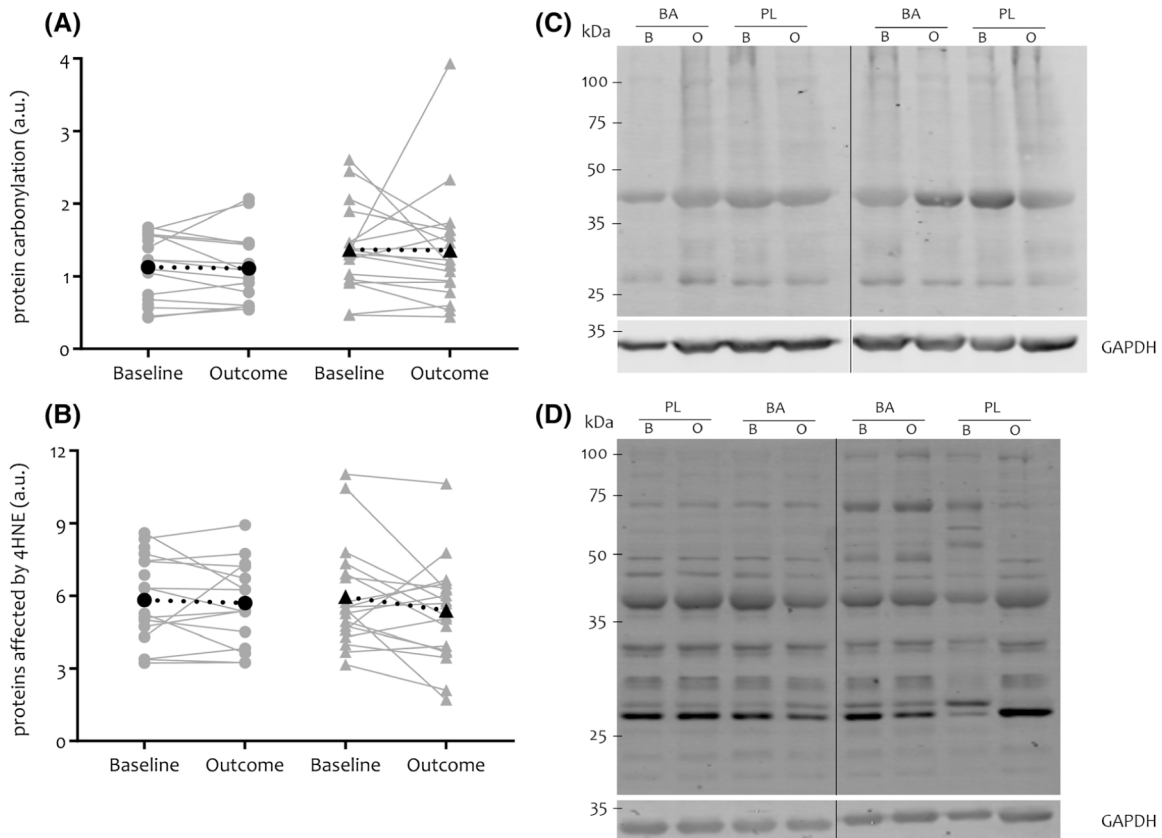 (A)
protein carbonylation (a.u.)
4
3
2
1
0
Baseline Outcome Baseline Outcome
(B)
proteins affected by 4HNE (a.u.)
12
9
6
3
0
Baseline Outcome Baseline Outcome
(C)
kDa
BA PL BA PL
B O B O B O B O
100
75
50
35
25
35
GAPDH
(D)
kDa
PL BA BA PL
B O B O B O B O
100
75
50
35
25
35
GAPDH